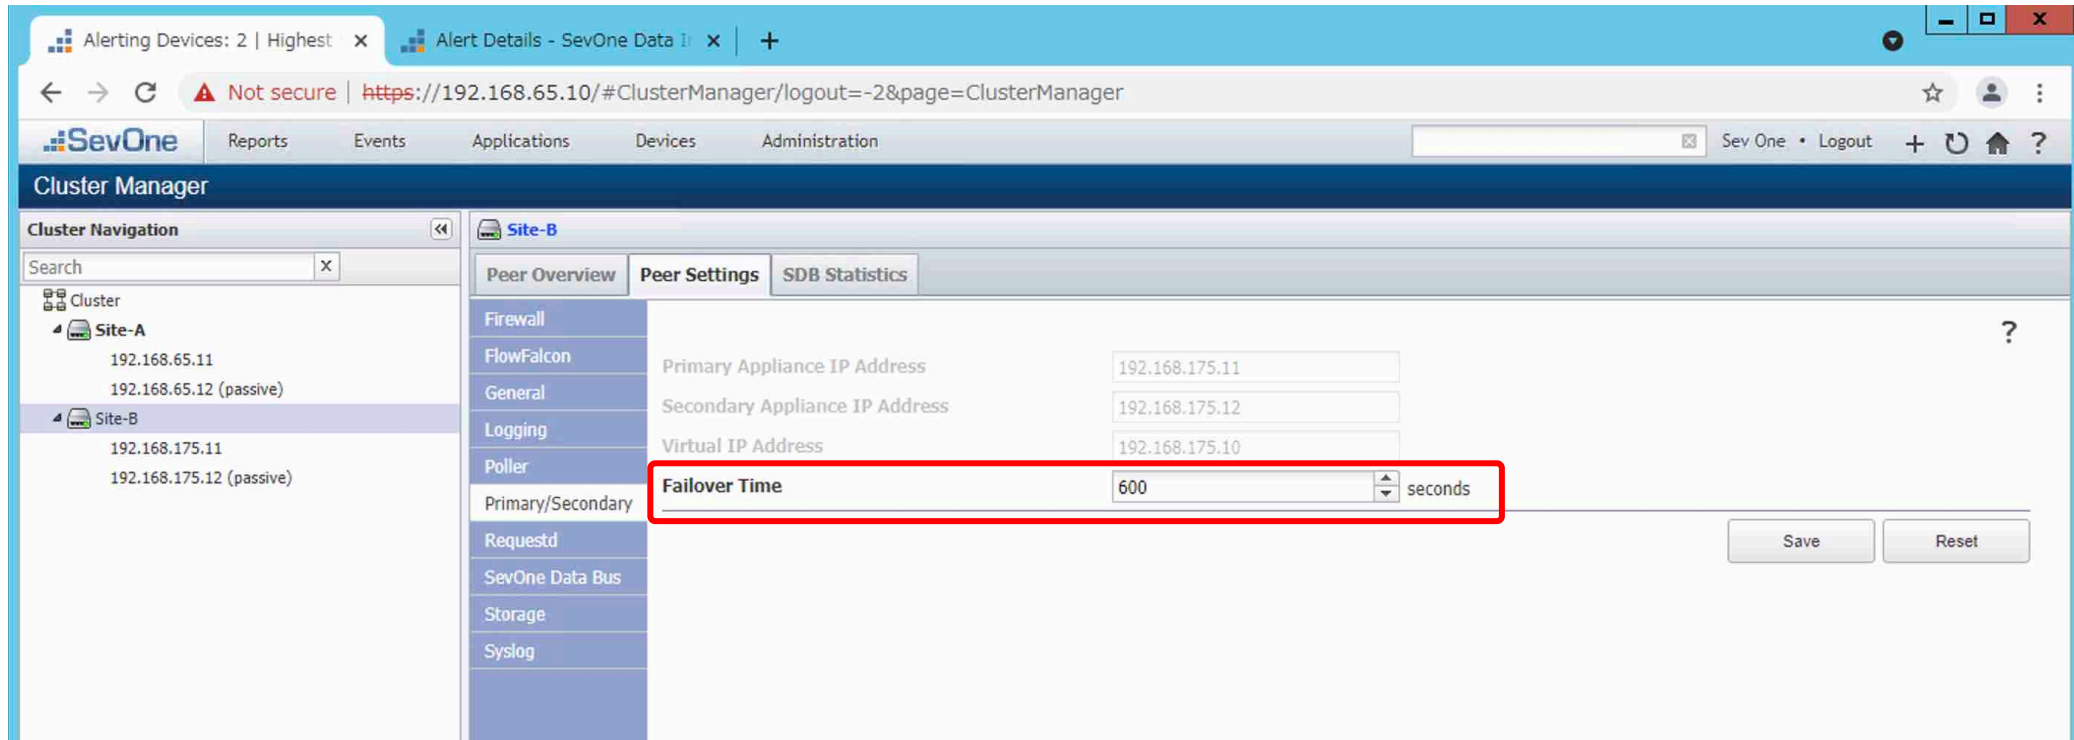 Alerting Devices: 2 | Highest
Alert Details - SevOne Data I
Not secure | https://192.168.65.10/#ClusterManager/logout=-2&page=ClusterManager
SevOne Reports Events Applications Devices Administration Sev One • Logout + ?
Cluster Manager
Cluster Navigation
Search X
Cluster
Site-A
192.168.65.11
192.168.65.12 (passive)
Site-B
192.168.175.11
192.168.175.12 (passive)
Site-B
Peer Overview Peer Settings SDB Statistics
Firewall
FlowFalcon
General
Logging
Poller
Primary/Secondary
Requestd
SevOne Data Bus
Storage
Syslog
?
Primary Appliance IP Address 192.168.175.11
Secondary Appliance IP Address 192.168.175.12
Virtual IP Address 192.168.175.10
Failover Time 600 seconds
Save Reset